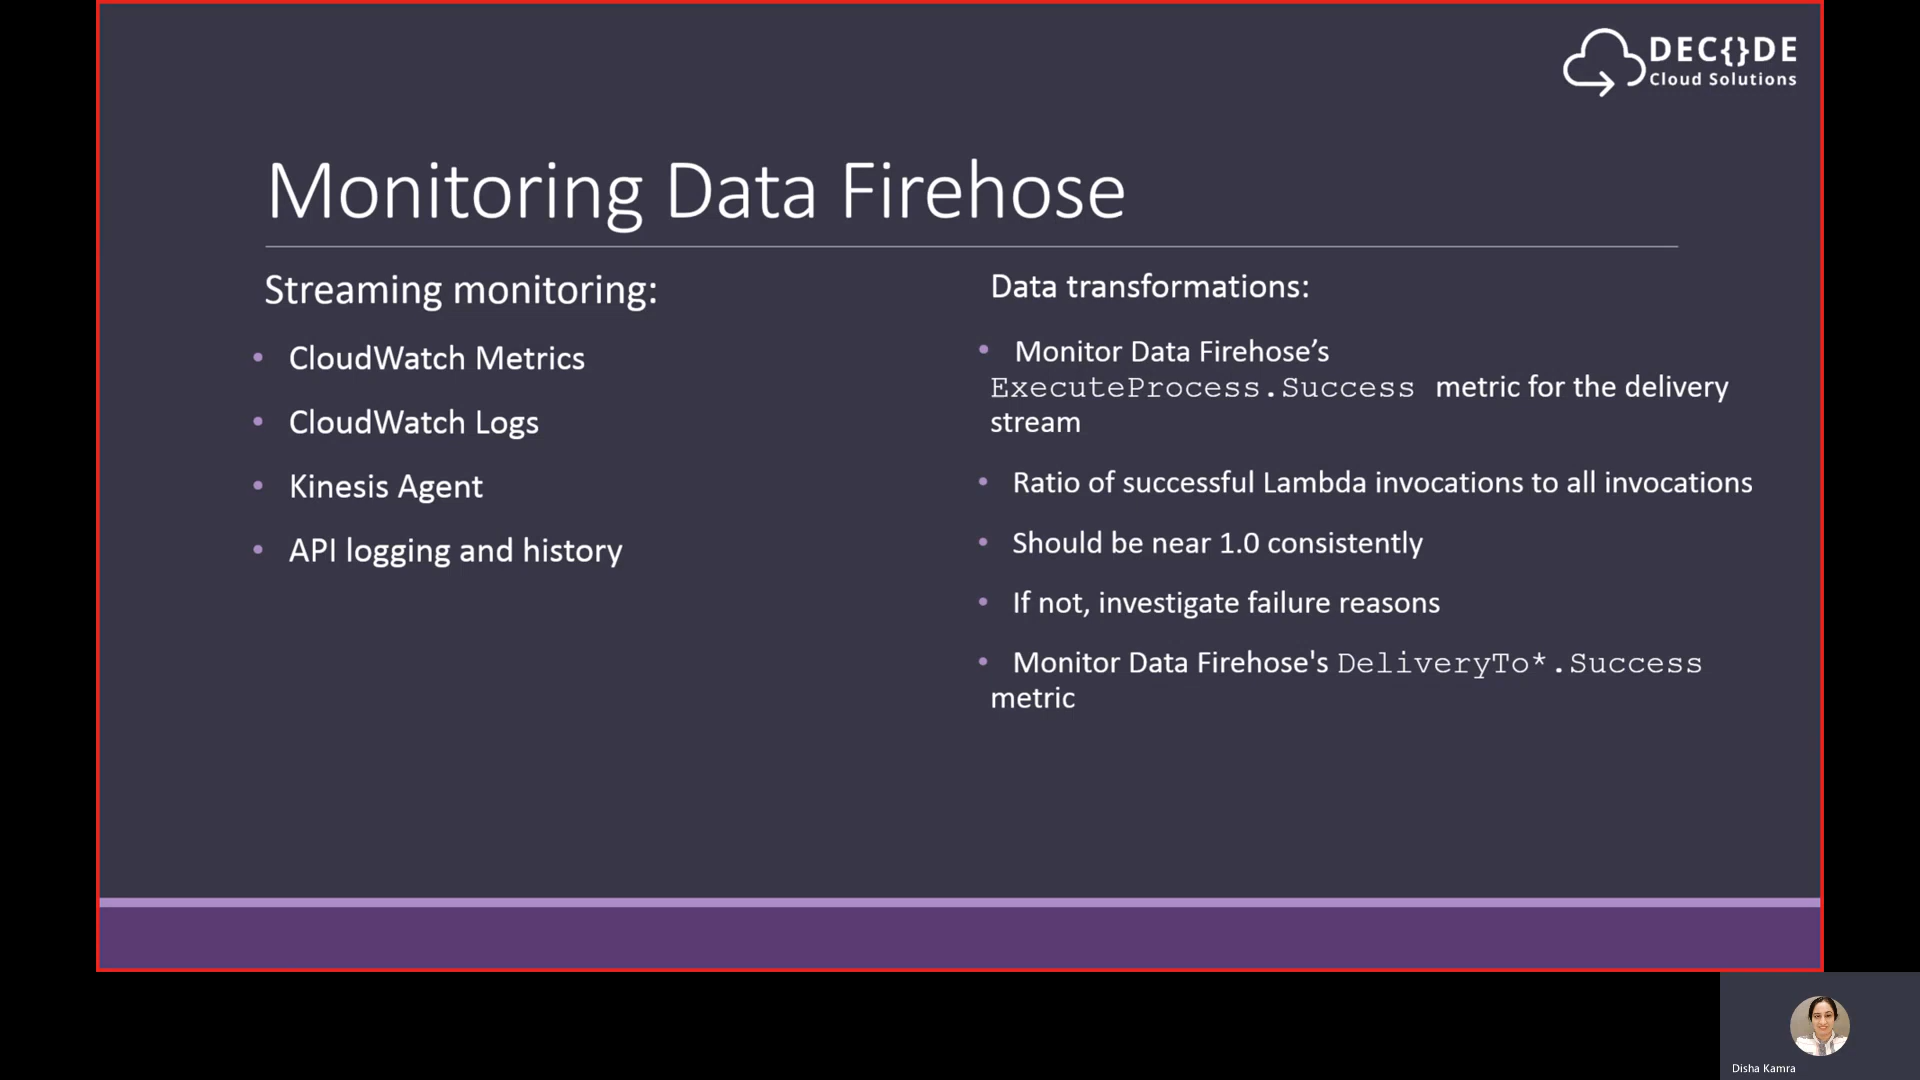 DEC{}DE
Cloud Solutions
Monitoring Data Firehose
Streaming monitoring:
• CloudWatch Metrics
• CloudWatch Logs
• Kinesis Agent
• API logging and history
Data transformations:
• Monitor Data Firehose’s
ExecuteProcess.Success metric for the delivery
stream
• Ratio of successful Lambda invocations to all invocations
• Should be near 1.0 consistently
• If not, investigate failure reasons
• Monitor Data Firehose's DeliveryTo*.Success
metric
Disha Kamra